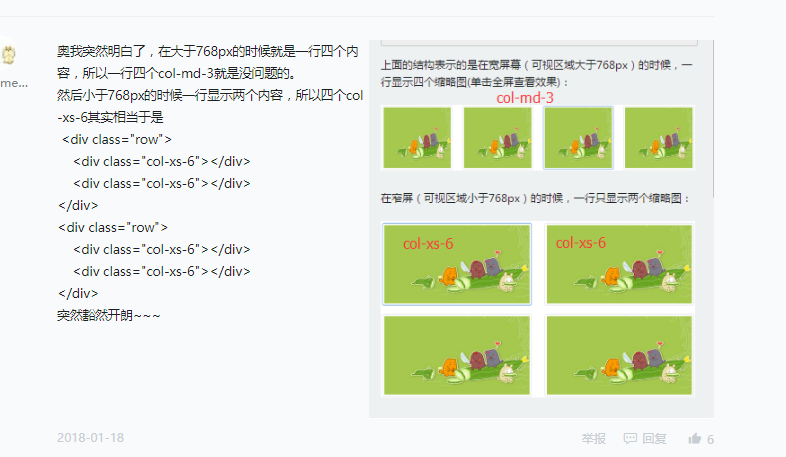 奥我突然明白了，在大于768px的时候就是一行四个内
容，所以一行四个col-md-3就是没问题的。
me...
然后小于768px的时候一行显示两个内容，所以四个col
-xs-6其实相当于是
<div class="row">
<div class="col-xs-6"></div>
<div class="col-xs-6"></div>
</div>
<div class="row">
<div class="col-xs-6"></div>
<div class="col-xs-6"></div>
</div>
突然豁然开朗~~~
上面的结构表示的是在宽屏幕（可视区域大于768px）的时候，一
行显示四个缩略图(单击全屏查看效果)：
col-md-3
在窄屏（可视区域小于768px）的时候，一行只显示两个缩略图：
col-xs-6
col-xs-6
2018-01-18
举报
回复
6